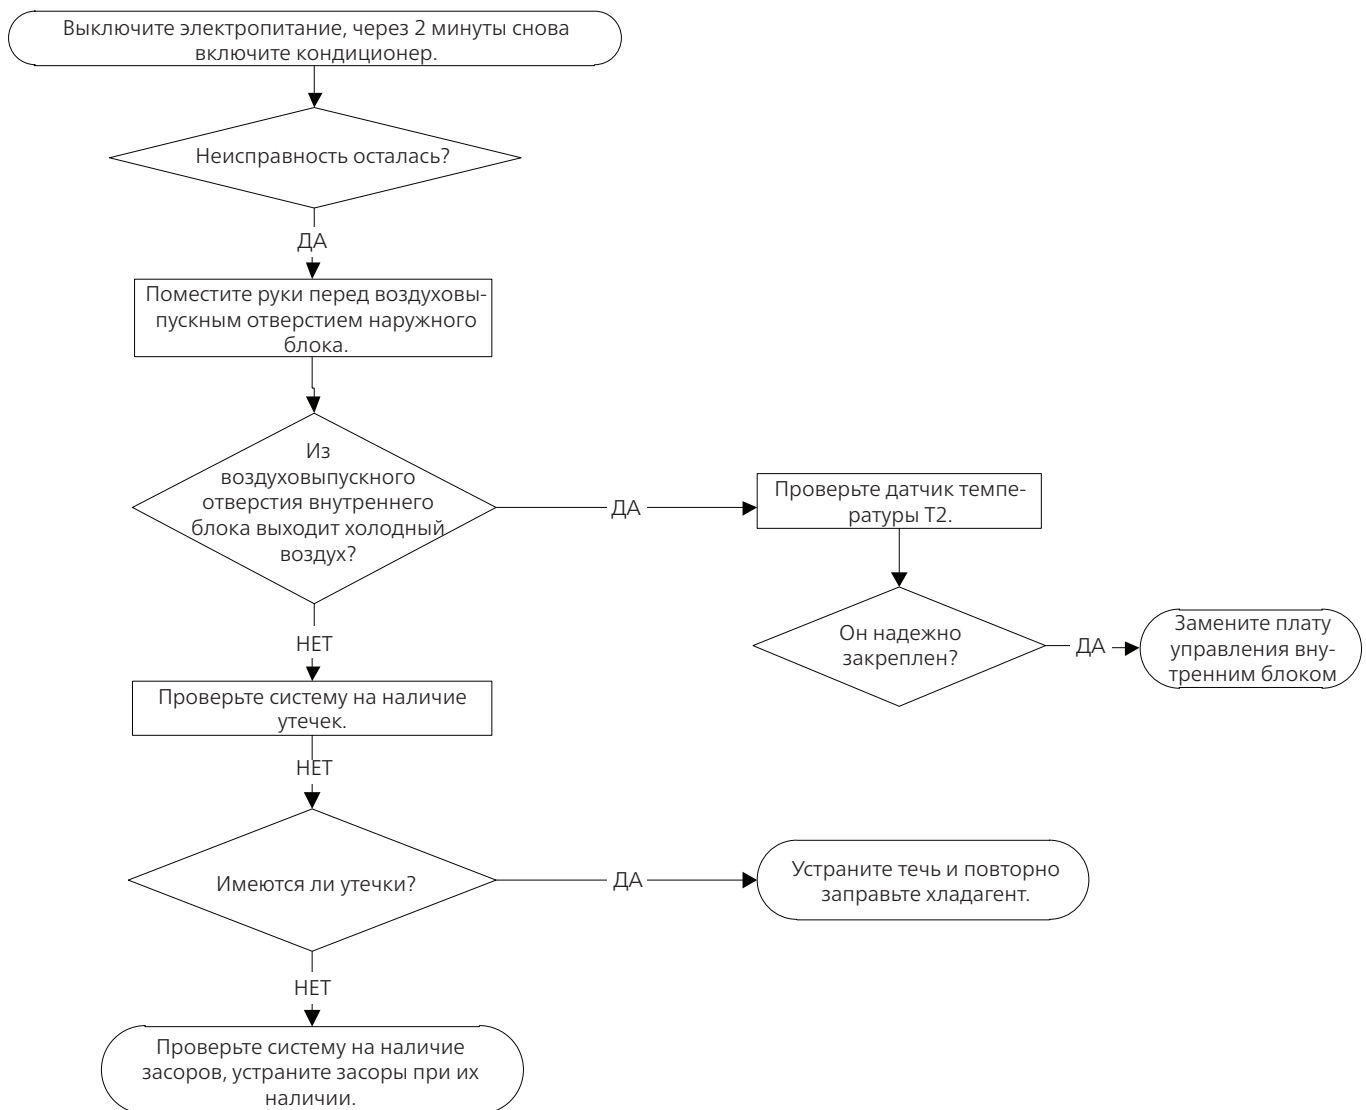 Выключите электропитание, через 2 минуты снова
включите кондиционер.
Неисправность осталась?
ДА
Поместите руки перед воздуховы-
пускным отверстием наружного
блока.
Из
воздуховыпускного
отверстия внутреннего
блока выходит холодный
воздух?
ДА
Проверьте датчик темпе-
ратуры T2.
Он надежно
закреплен?
ДА
Замените плату
управления вну-
тренним блоком
НЕТ
Проверьте систему на наличие
утечек.
НЕТ
Имеются ли утечки?
ДА
Устраните течь и повторно
заправьте хладагент.
НЕТ
Проверьте систему на наличие
засоров, устраните засоры при их
наличии.